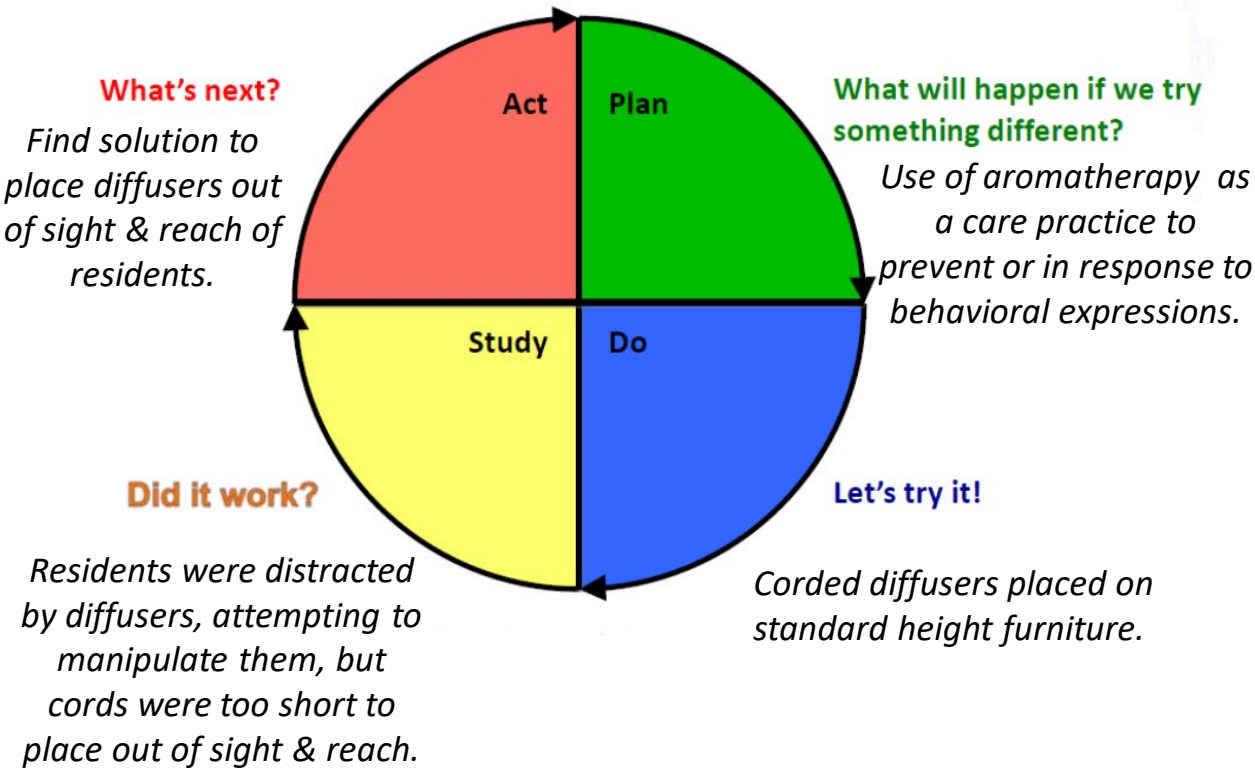 What's next?
Find solution to
place diffusers out
of sight & reach of
residents.
Act
Plan
What will happen if we try
something different?
Use of aromatherapy as
a care practice to
prevent or in response to
behavioral expressions.
Study
Do
Did it work?
Residents were distracted
by diffusers, attempting to
manipulate them, but
cords were too short to
place out of sight & reach.
Let's try it!
Corded diffusers placed on
standard height furniture.